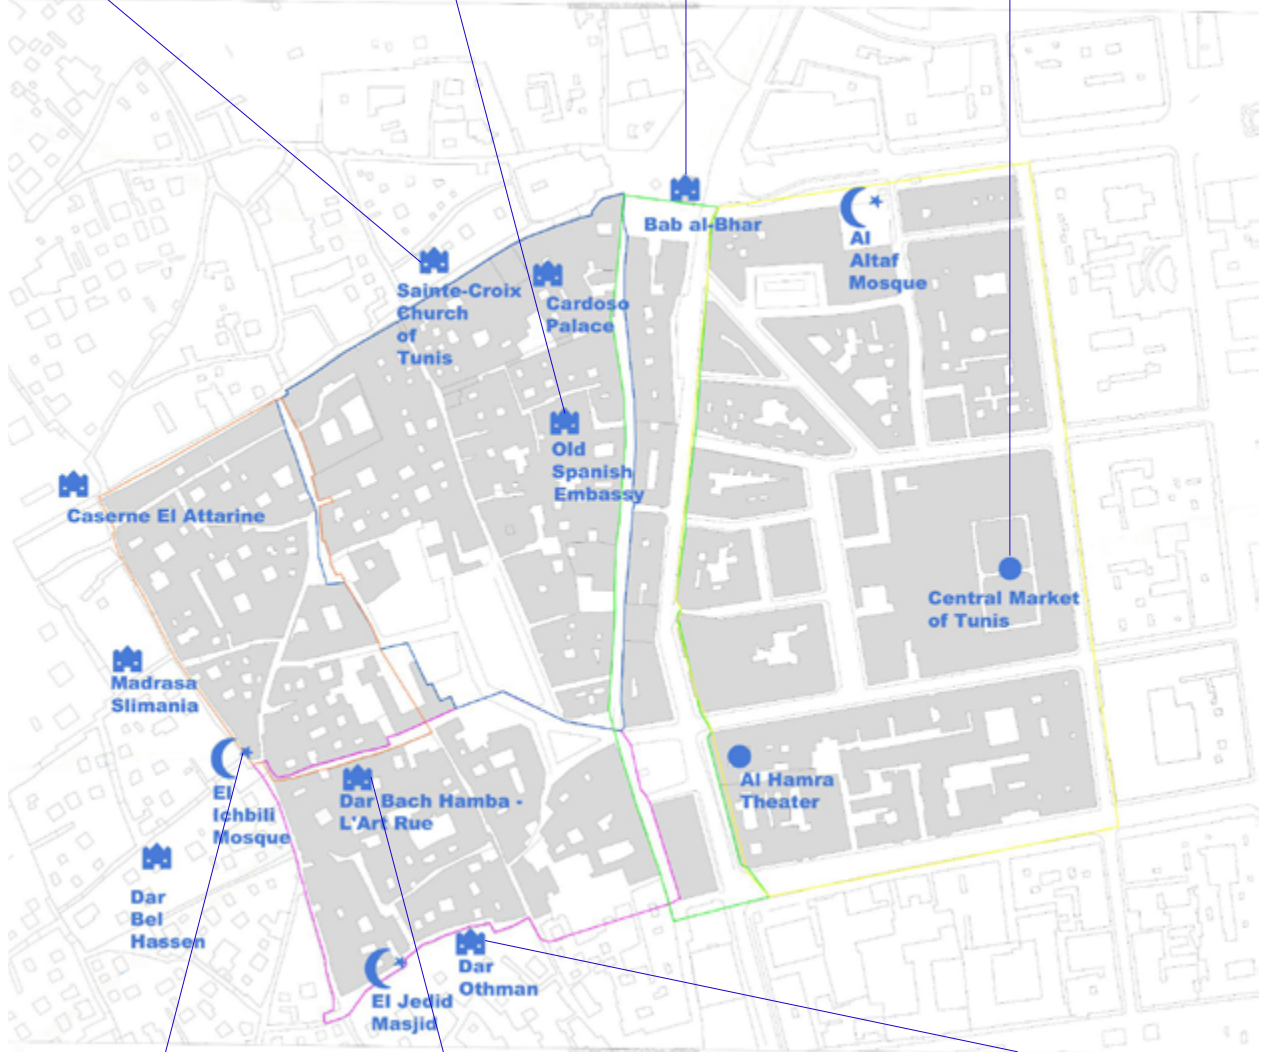 Bab al-Bhar
Al
Altaf
Mosque
Sainte-Croix
Church
of
Tunis
Cardoso
Palace
Old
Spanish
Embassy
Caserne El Attarine
Central Market
of Tunis
Madrasa
Slimania
El
Ichbili
Mosque
Dar Bach Hamba -
L'Art Rue
Al Hamra
Theater
Dar
Bel
Hassen
Dar
Othman
El Jedid
Masjid